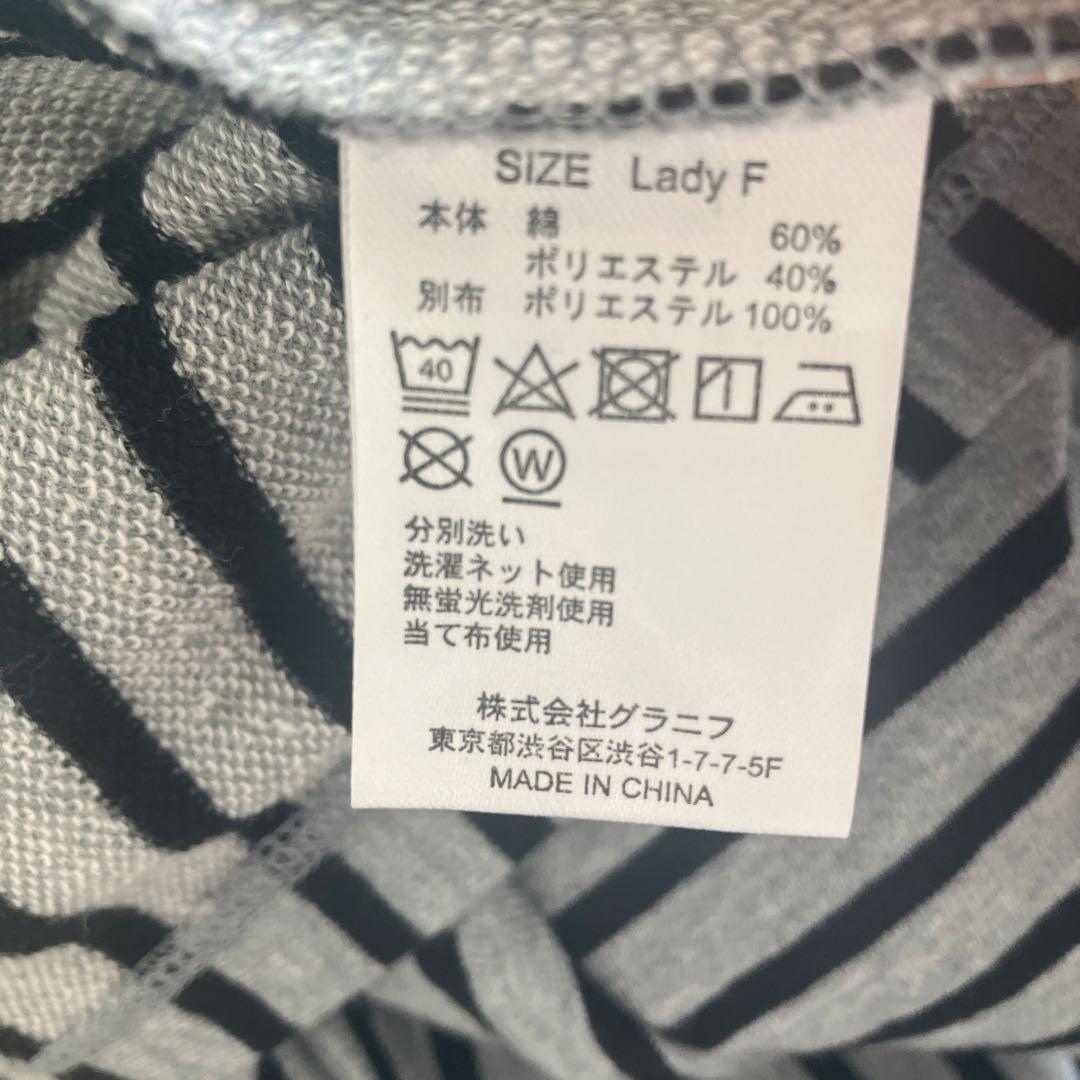 SIZE Lady F
本体 綿 60%
ポリエステル 40%
別布 ポリエステル 100%
40
W
分別洗い
洗濯ネット使用
無蛍光洗剤使用
当て布使用
株式会社グラニフ
東京都渋谷区渋谷1-7-7-5F
MADE IN CHINA